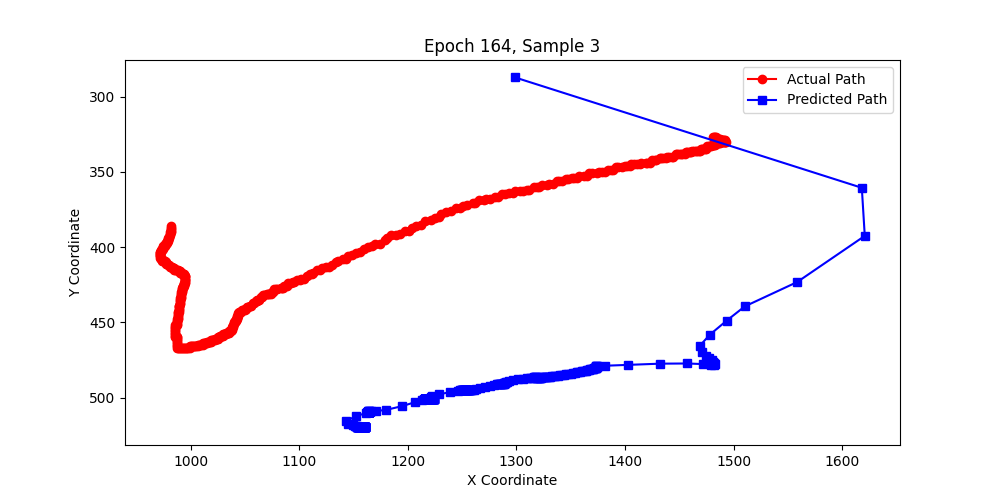 Epoch 164, Sample 3
Actual Path
Predicted Path
Y Coordinate
300
350
400
450
500
1000
1100
1200
1300
1400
1500
1600
X Coordinate